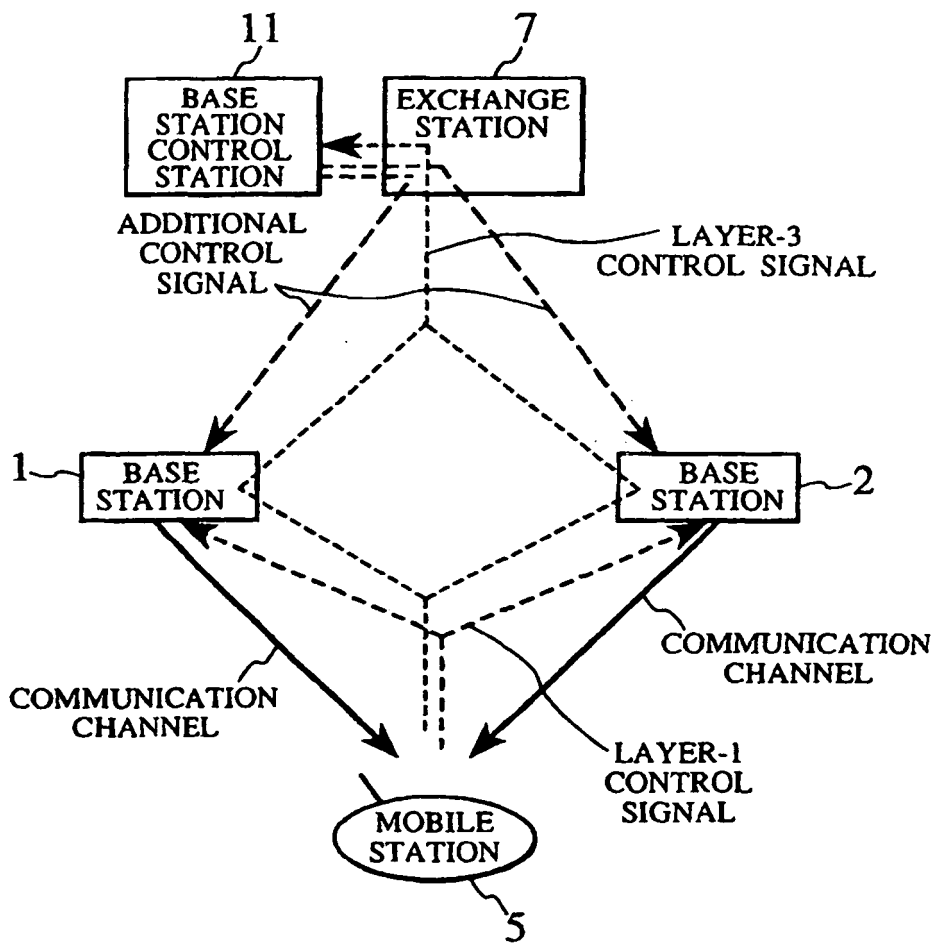 11
7
BASE
STATION
CONTROL
STATION
EXCHANGE
STATION
ADDITIONAL
CONTROL
SIGNAL
LAYER-3
CONTROL SIGNAL
1
BASE
STATION
BASE
STATION
2
COMMUNICATION
CHANNEL
COMMUNICATION
CHANNEL
LAYER-1
CONTROL
SIGNAL
MOBILE
STATION
5